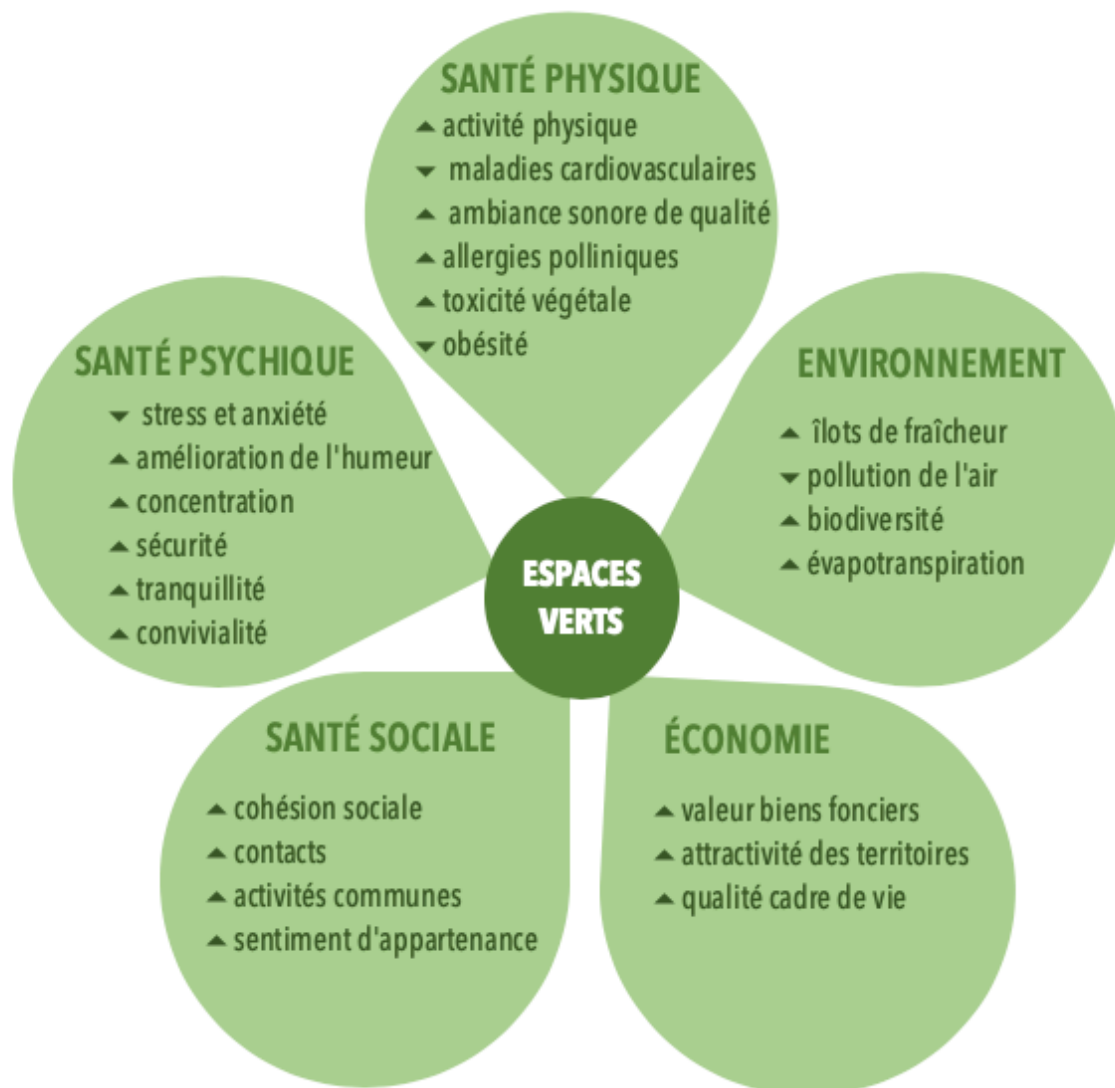 SANTÉ PHYSIQUE
▲ activité physique
▼ maladies cardiovasculaires
▲ ambiance sonore de qualité
▲ allergies polliniques
▲ toxicité végétale
▼ obésité
SANTÉ PSYCHIQUE
▼ stress et anxiété
▲ amélioration de l'humeur
▲ concentration
▲ sécurité
▲ tranquillité
▲ convivialité
ENVIRONNEMENT
▲ îlots de fraîcheur
▼ pollution de l'air
▲ biodiversité
▲ évapotranspiration
ESPACES
VERTS
SANTÉ SOCIALE
▲ cohésion sociale
▲ contacts
▲ activités communes
▲ sentiment d'appartenance
ÉCONOMIE
▲ valeur biens fonciers
▲ attractivité des territoires
▲ qualité cadre de vie